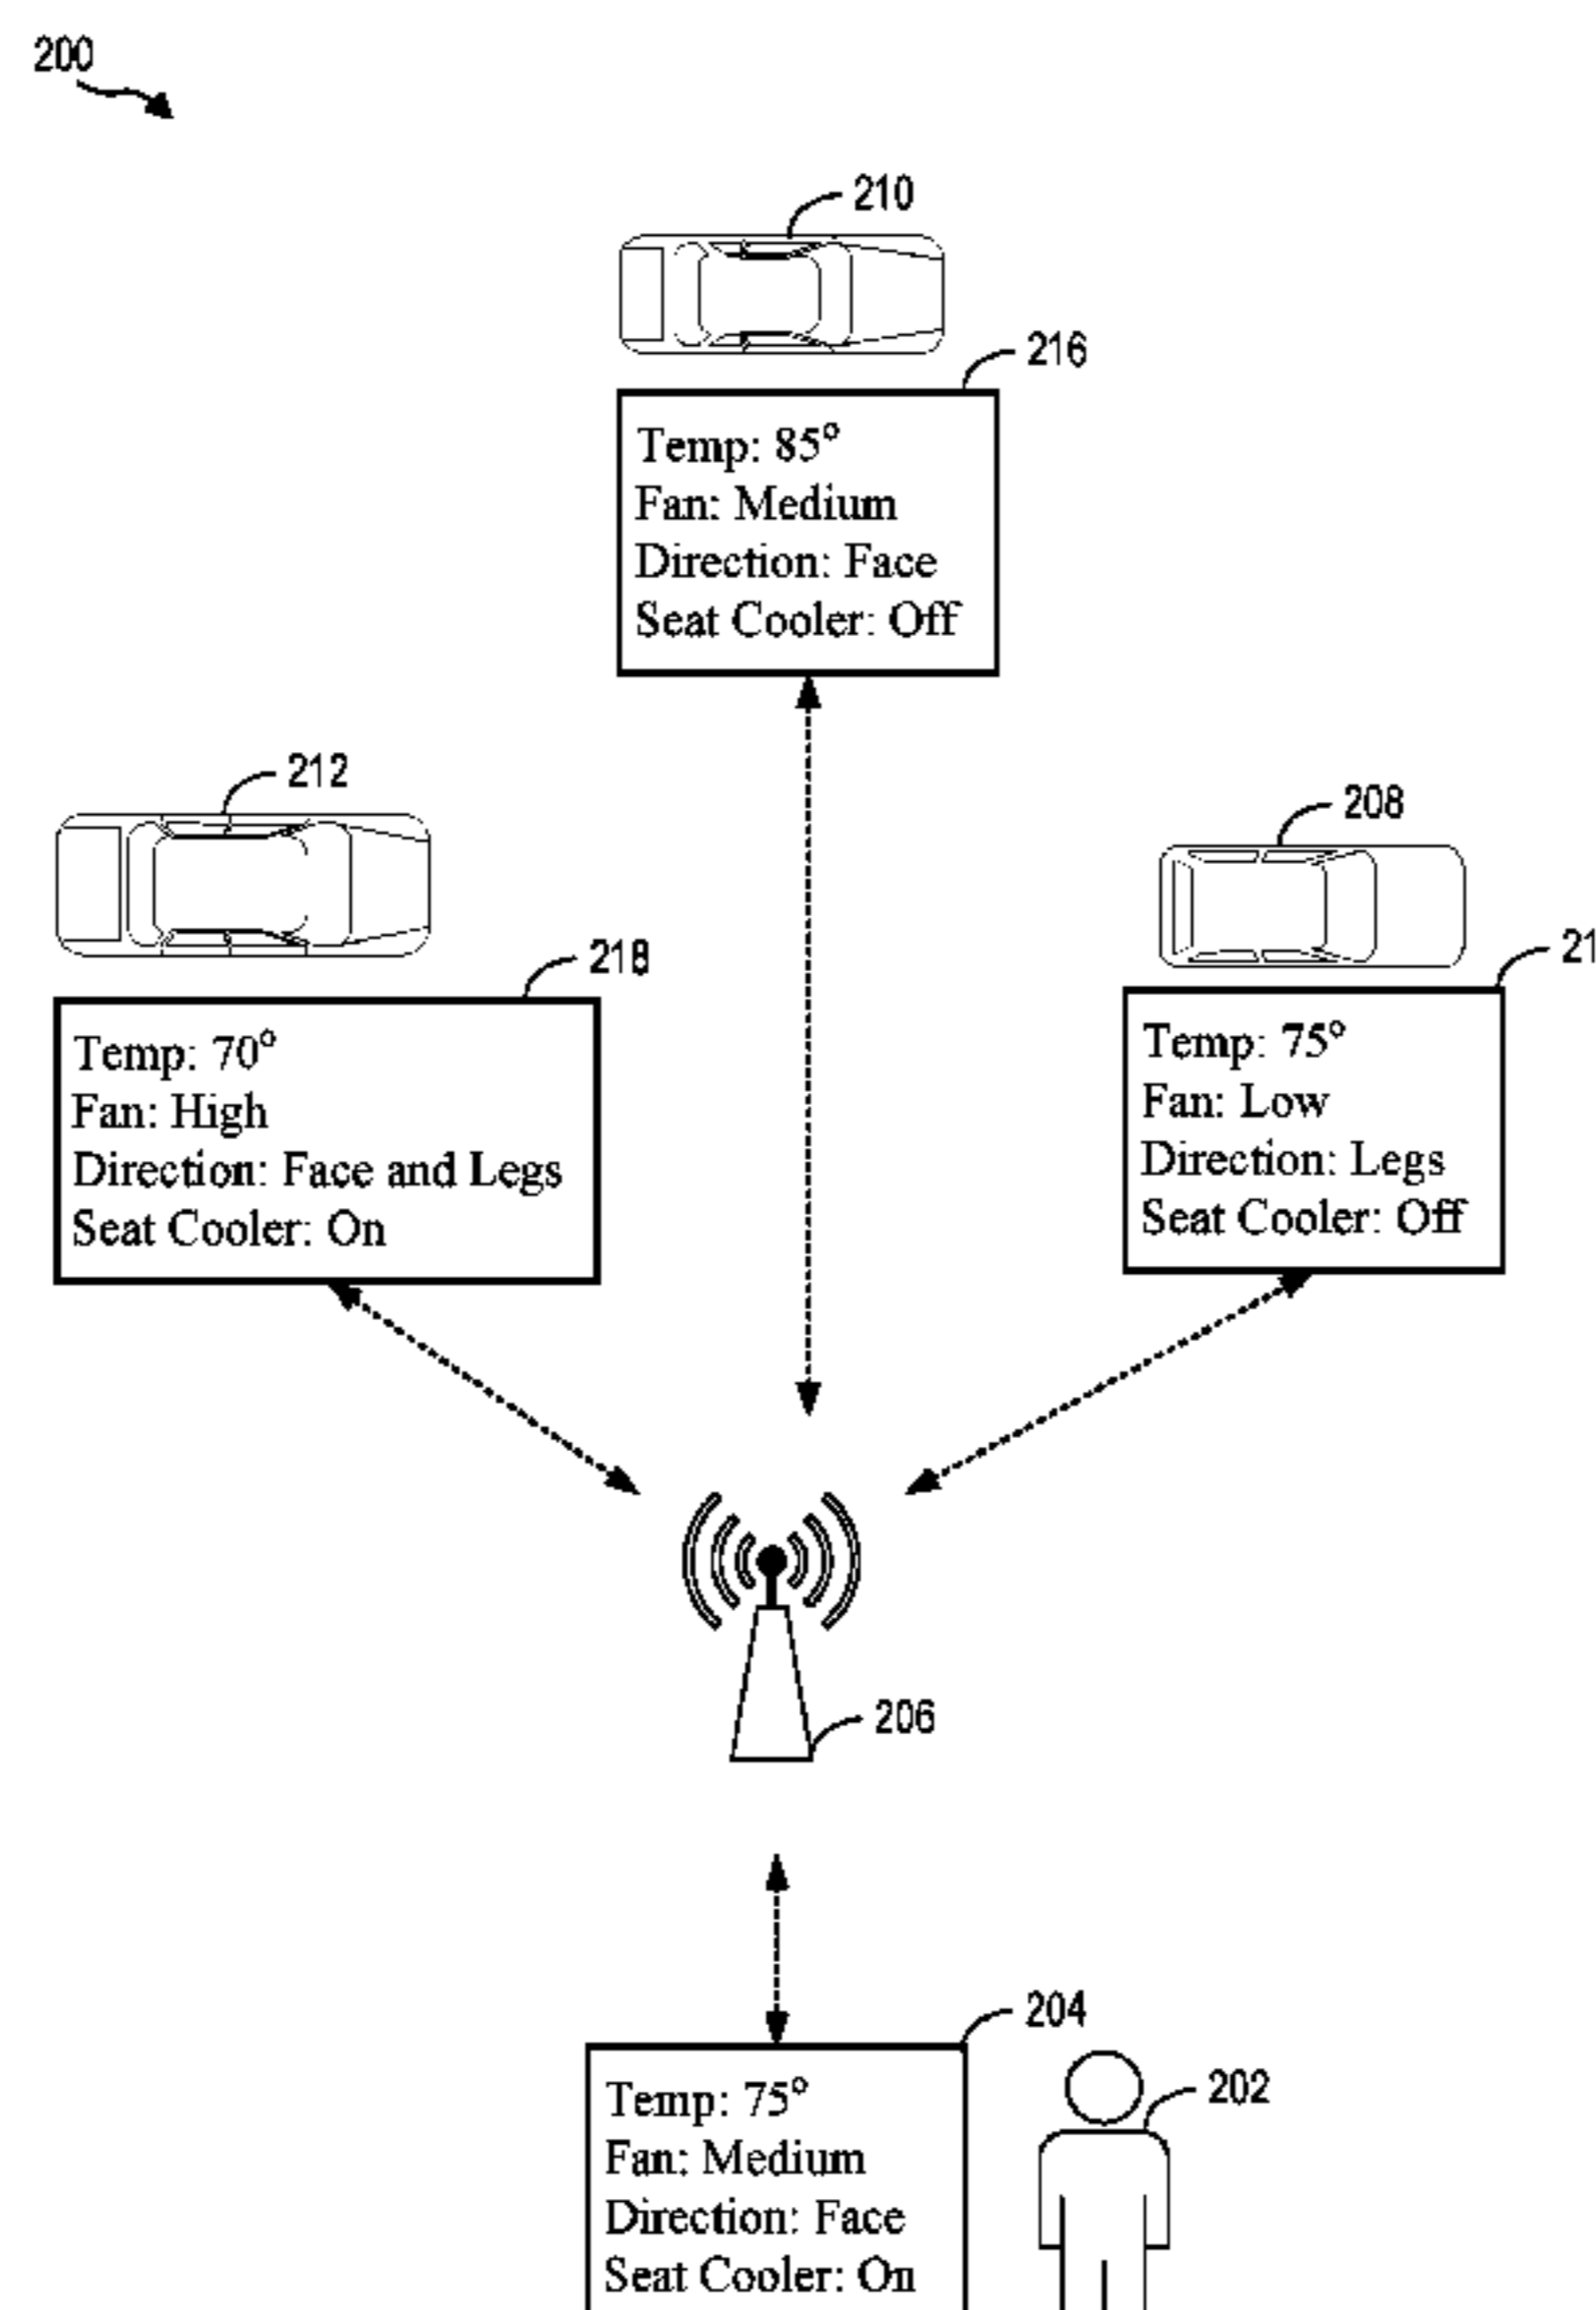 200
210
216
Temp: 85°
Fan: Medium
Direction: Face
Seat Cooler: Off
212
208
218
21
Temp: 70°
Fan: High
Direction: Face and Legs
Seat Cooler: On
Temp: 75°
Fan: Low
Direction: Legs
Seat Cooler: Off
206
204
202
Temp: 75°
Fan: Medium
Direction: Face
Seat Cooler: On